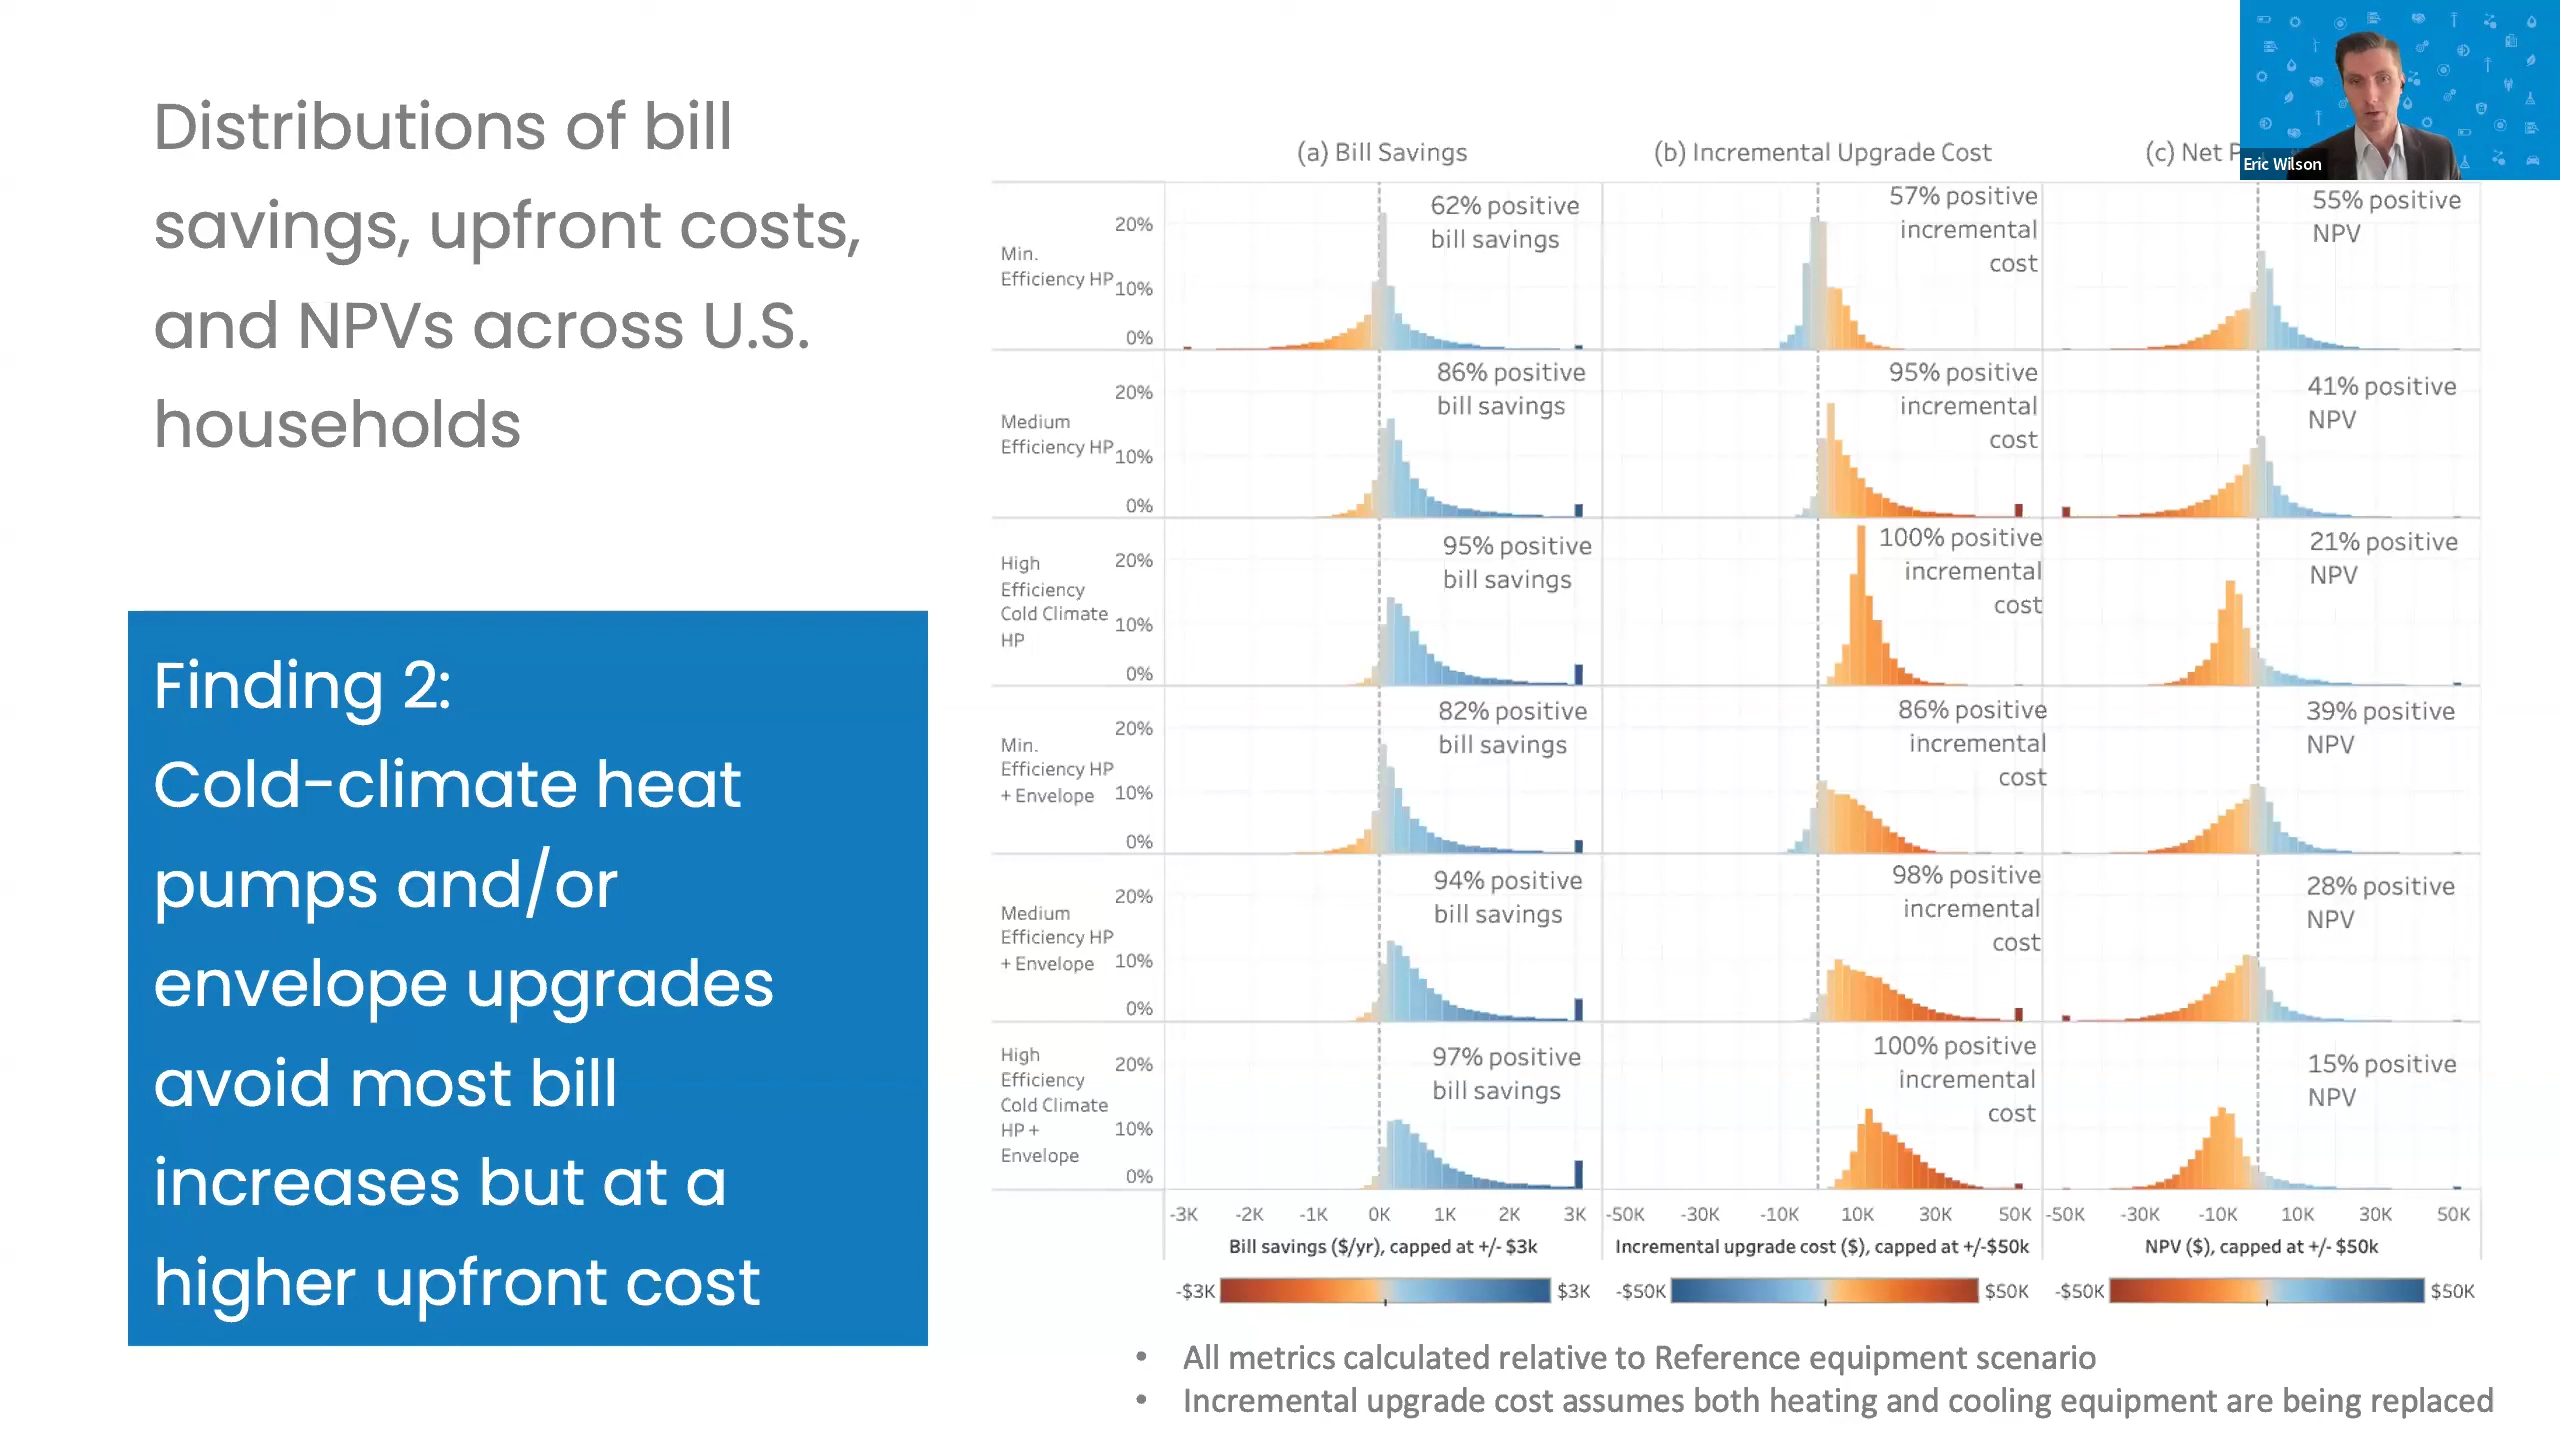 Distributions of bill
savings, upfront costs,
and NPVs across U.S.
households
Finding 2:
Cold-climate heat
pumps and/or
envelope upgrades
avoid most bill
increases but at a
higher upfront cost
(a) Bill Savings
(b) Incremental Upgrade Cost
(c) Net P
Eric Wilson
Min.
Efficiency HP
20%
10%
0%
62% positive
bill savings
57% positive
incremental
cost
55% positive
NPV
Medium
Efficiency HP
20%
10%
0%
86% positive
bill savings
95% positive
incremental
cost
41% positive
NPV
High
Efficiency
Cold Climate
HP
20%
10%
0%
95% positive
bill savings
100% positive
incremental
cost
21% positive
NPV
Min.
Efficiency HP
+ Envelope
20%
10%
0%
82% positive
bill savings
86% positive
incremental
cost
39% positive
NPV
Medium
Efficiency HP
+ Envelope
20%
10%
0%
94% positive
bill savings
98% positive
incremental
cost
28% positive
NPV
High
Efficiency
Cold Climate
HP +
Envelope
20%
10%
0%
97% positive
bill savings
100% positive
incremental
cost
15% positive
NPV
-3K -2K -1K 0K 1K 2K 3K
-50K -30K -10K 10K 30K 50K
-50K -30K -10K 10K 30K 50K
Bill savings ($/yr), capped at +/- $3k
Incremental upgrade cost ($), capped at +/-$50k
NPV ($), capped at +/- $50k
-$3K $3K
-$50K $50K
-$50K $50K
• All metrics calculated relative to Reference equipment scenario
• Incremental upgrade cost assumes both heating and cooling equipment are being replaced